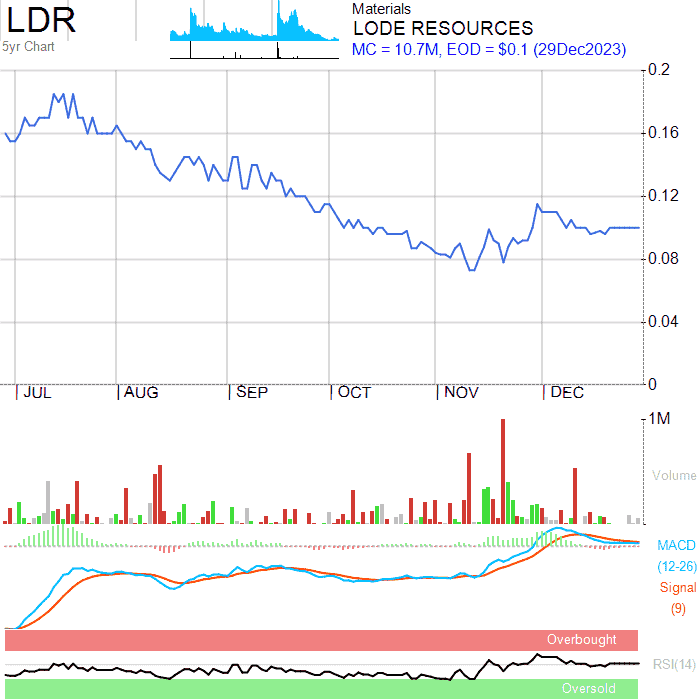 LDR
5yr Chart
Materials
LODE RESOURCES
MC = 10.7M, EOD = $0.1 (29Dec2023)
0.2
0.16
0.12
0.08
0.04
0
JUL AUG SEP OCT NOV DEC
1M
Volume
MACD
(12-26)
Signal
(9)
Overbought
RSI(14)
Oversold